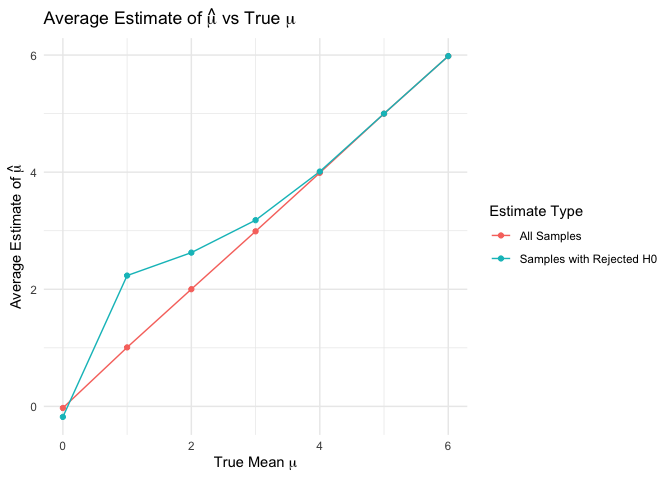 Average Estimate of μ̂ vs True μ
Average Estimate of μ̂
6
4
2
0
0
2
4
6
True Mean μ
Estimate Type
All Samples
Samples with Rejected H0